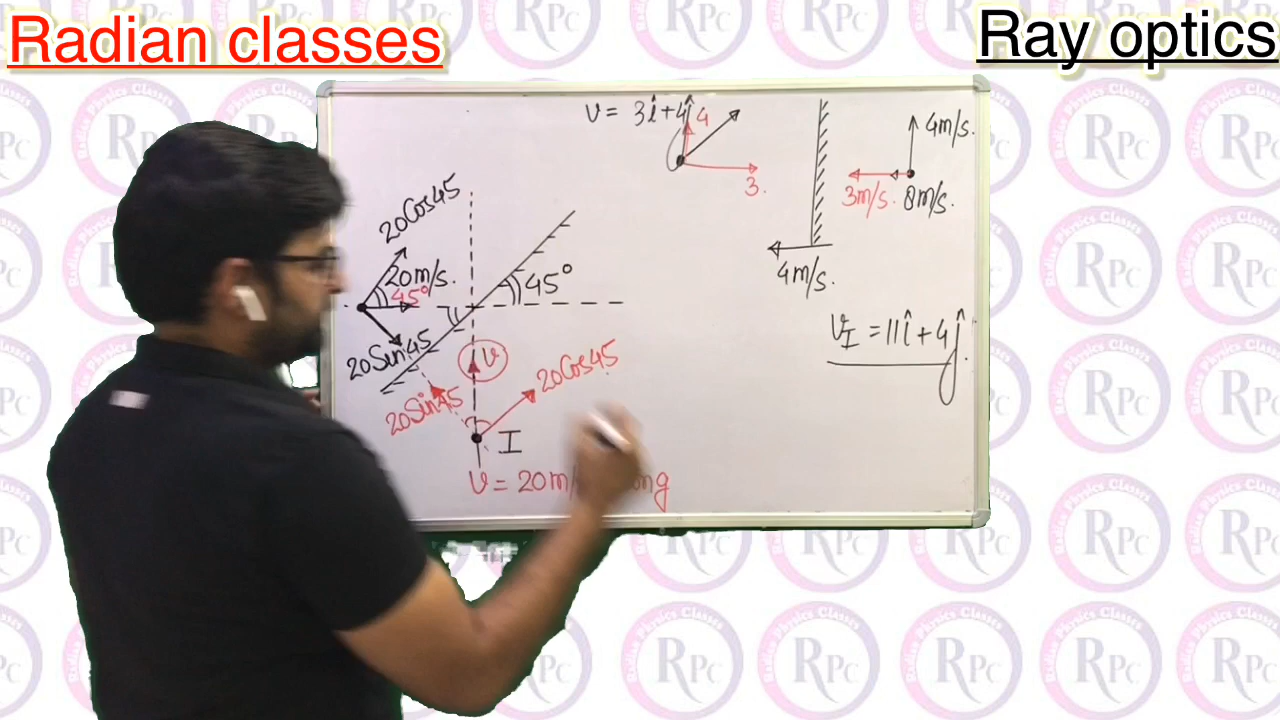 Radian classes
Ray optics
v = 3î+4ĵ
4
3.
4m/s.
3m/s.
8m/s.
4m/s.
v_I = 11î+4ĵ.
20Cos45
20m/s.
45°
45°
20Sin45
v
20Cos45
20Sin45
I
v = 20m/